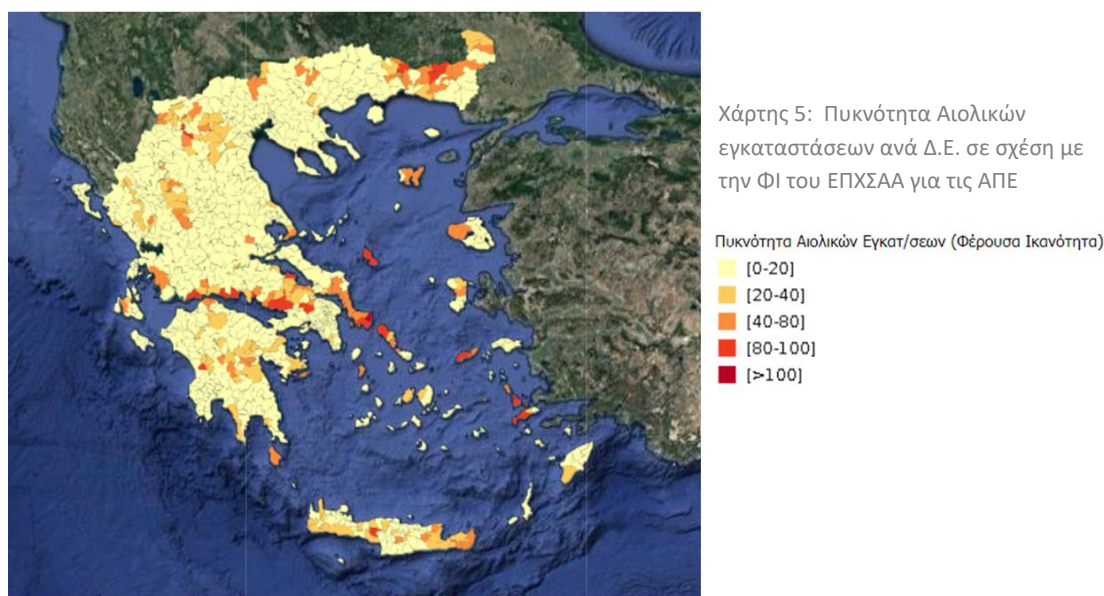 Χάρτης 5: Πυκνότητα Αιολικών
εγκαταστάσεων ανά Δ.Ε. σε σχέση με
την ΦΙ του ΕΠΧΣΑΑ για τις ΑΠΕ
Πυκνότητα Αιολικών Εγκατ/σεων (Φέρουσα Ικανότητα)
[0-20]
[20-40]
[40-80]
[80-100]
[>100]